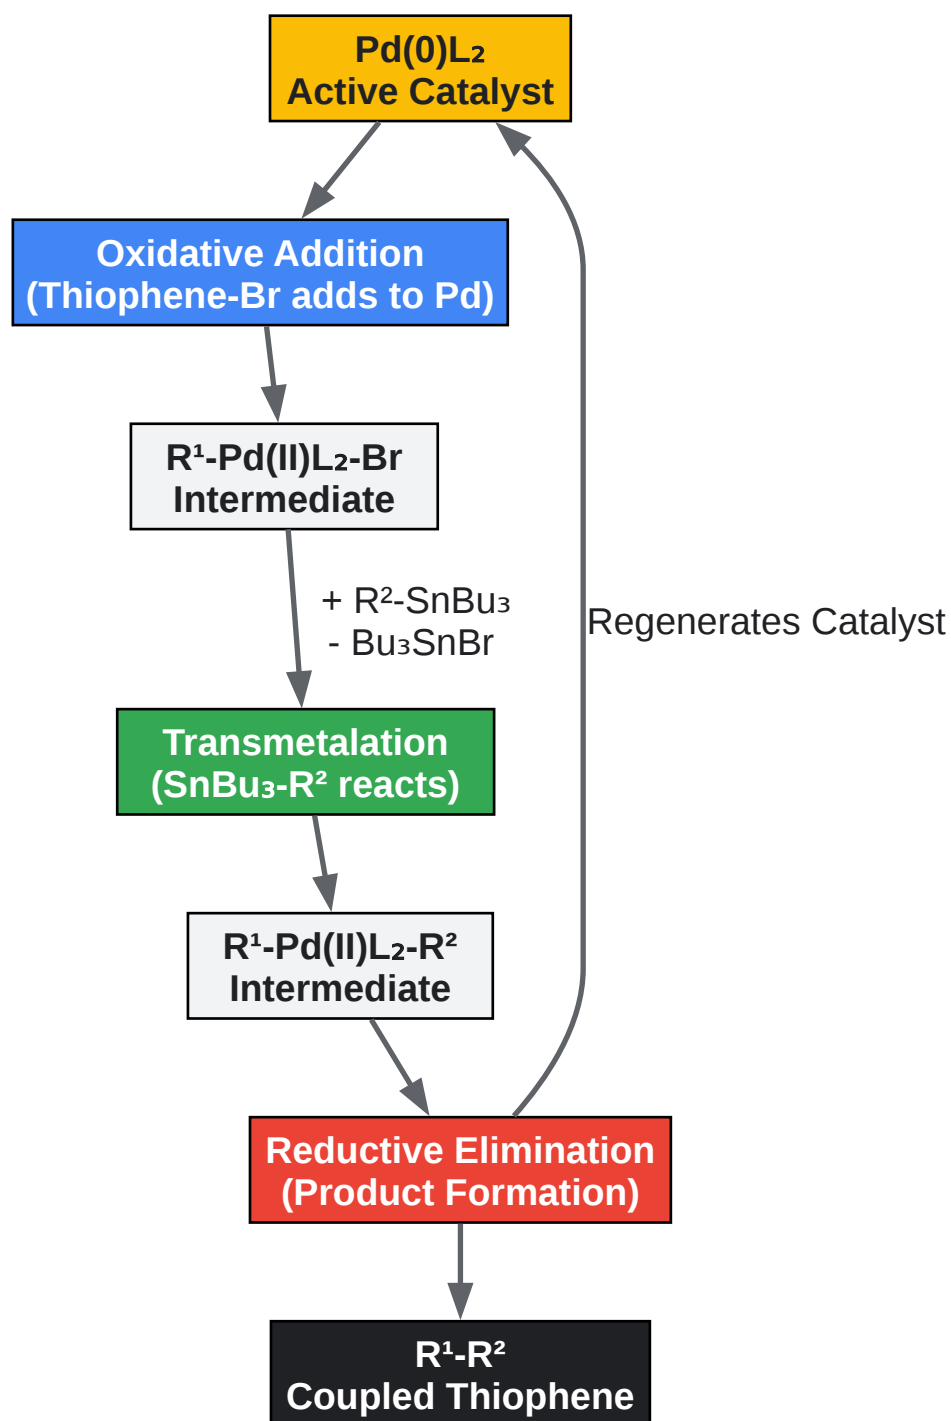 Pd(0)L₂
Active Catalyst
Oxidative Addition
(Thiophene-Br adds to Pd)
R¹-Pd(II)L₂-Br
Intermediate
+ R²-SnBu₃
- Bu₃SnBr
Regenerates Catalyst
Transmetalation
(SnBu₃-R² reacts)
R¹-Pd(II)L₂-R²
Intermediate
Reductive Elimination
(Product Formation)
R¹-R²
Coupled Thiophene